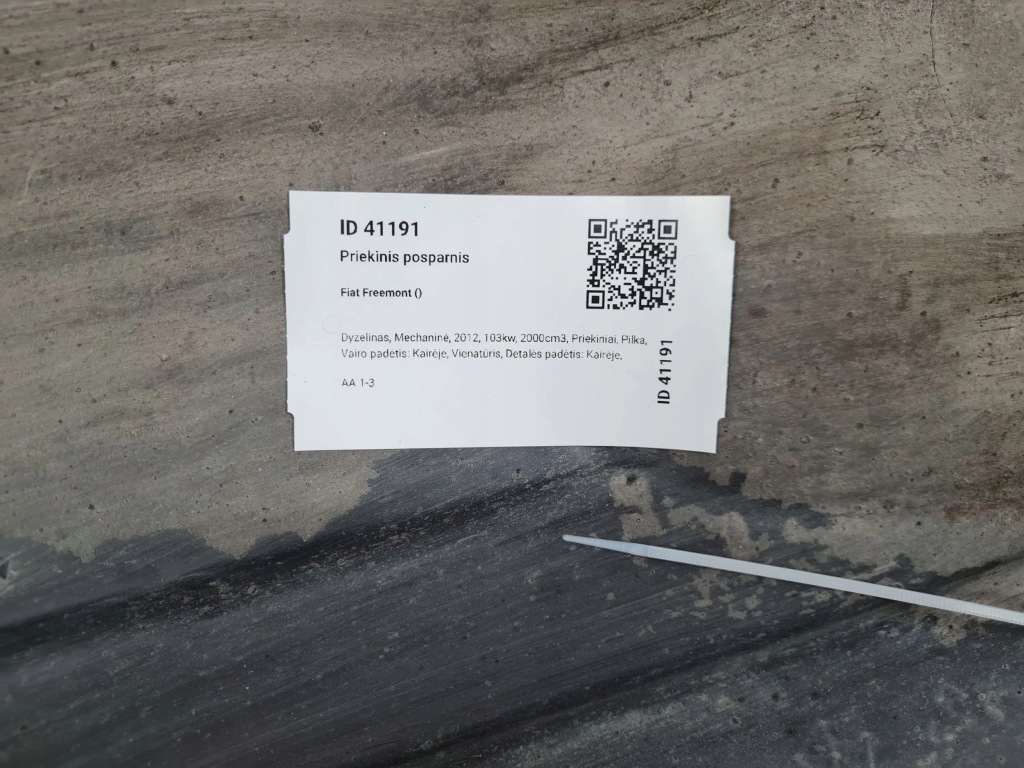 ID 41191
Priekinis posparnis
Fiat Freemont ()
Dyzelinas, Mechaninė, 2012, 103kw, 2000cm3, Priekiniai, Pilka,
Vairo padėtis: Kairėje, Vienatūris, Detalės padėtis: Kairėje,
AA 1-3
ID 41191